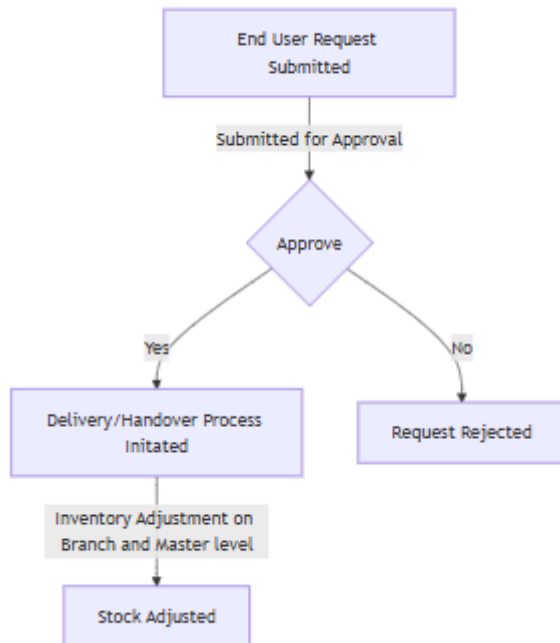 End User Request
Submitted
Submitted for Approval
Approve
Yes
No
Delivery/Handover Process
Initated
Request Rejected
Inventory Adjustment on
Branch and Master level
Stock Adjusted